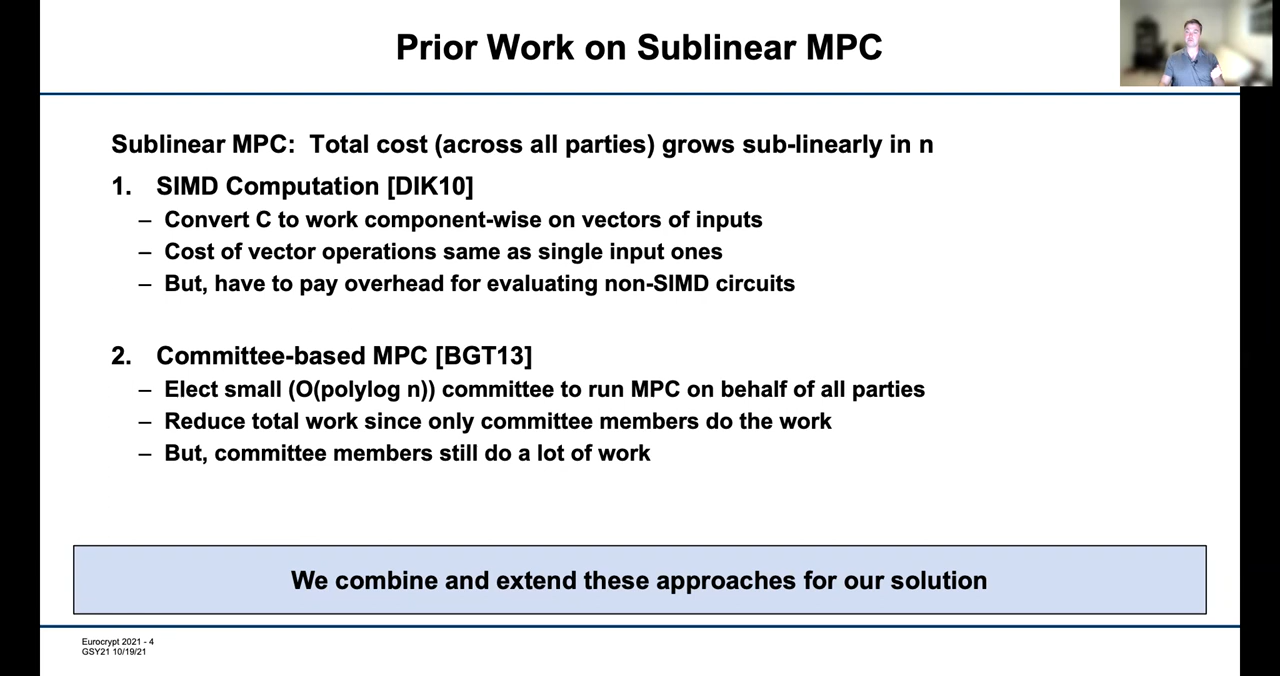 Prior Work on Sublinear MPC
Sublinear MPC: Total cost (across all parties) grows sub-linearly in n
1. SIMD Computation [DIK10]
– Convert C to work component-wise on vectors of inputs
– Cost of vector operations same as single input ones
– But, have to pay overhead for evaluating non-SIMD circuits
2. Committee-based MPC [BGT13]
– Elect small (O(polylog n)) committee to run MPC on behalf of all parties
– Reduce total work since only committee members do the work
– But, committee members still do a lot of work
We combine and extend these approaches for our solution
Eurocrypt 2021 - 4
GSY21 10/19/21